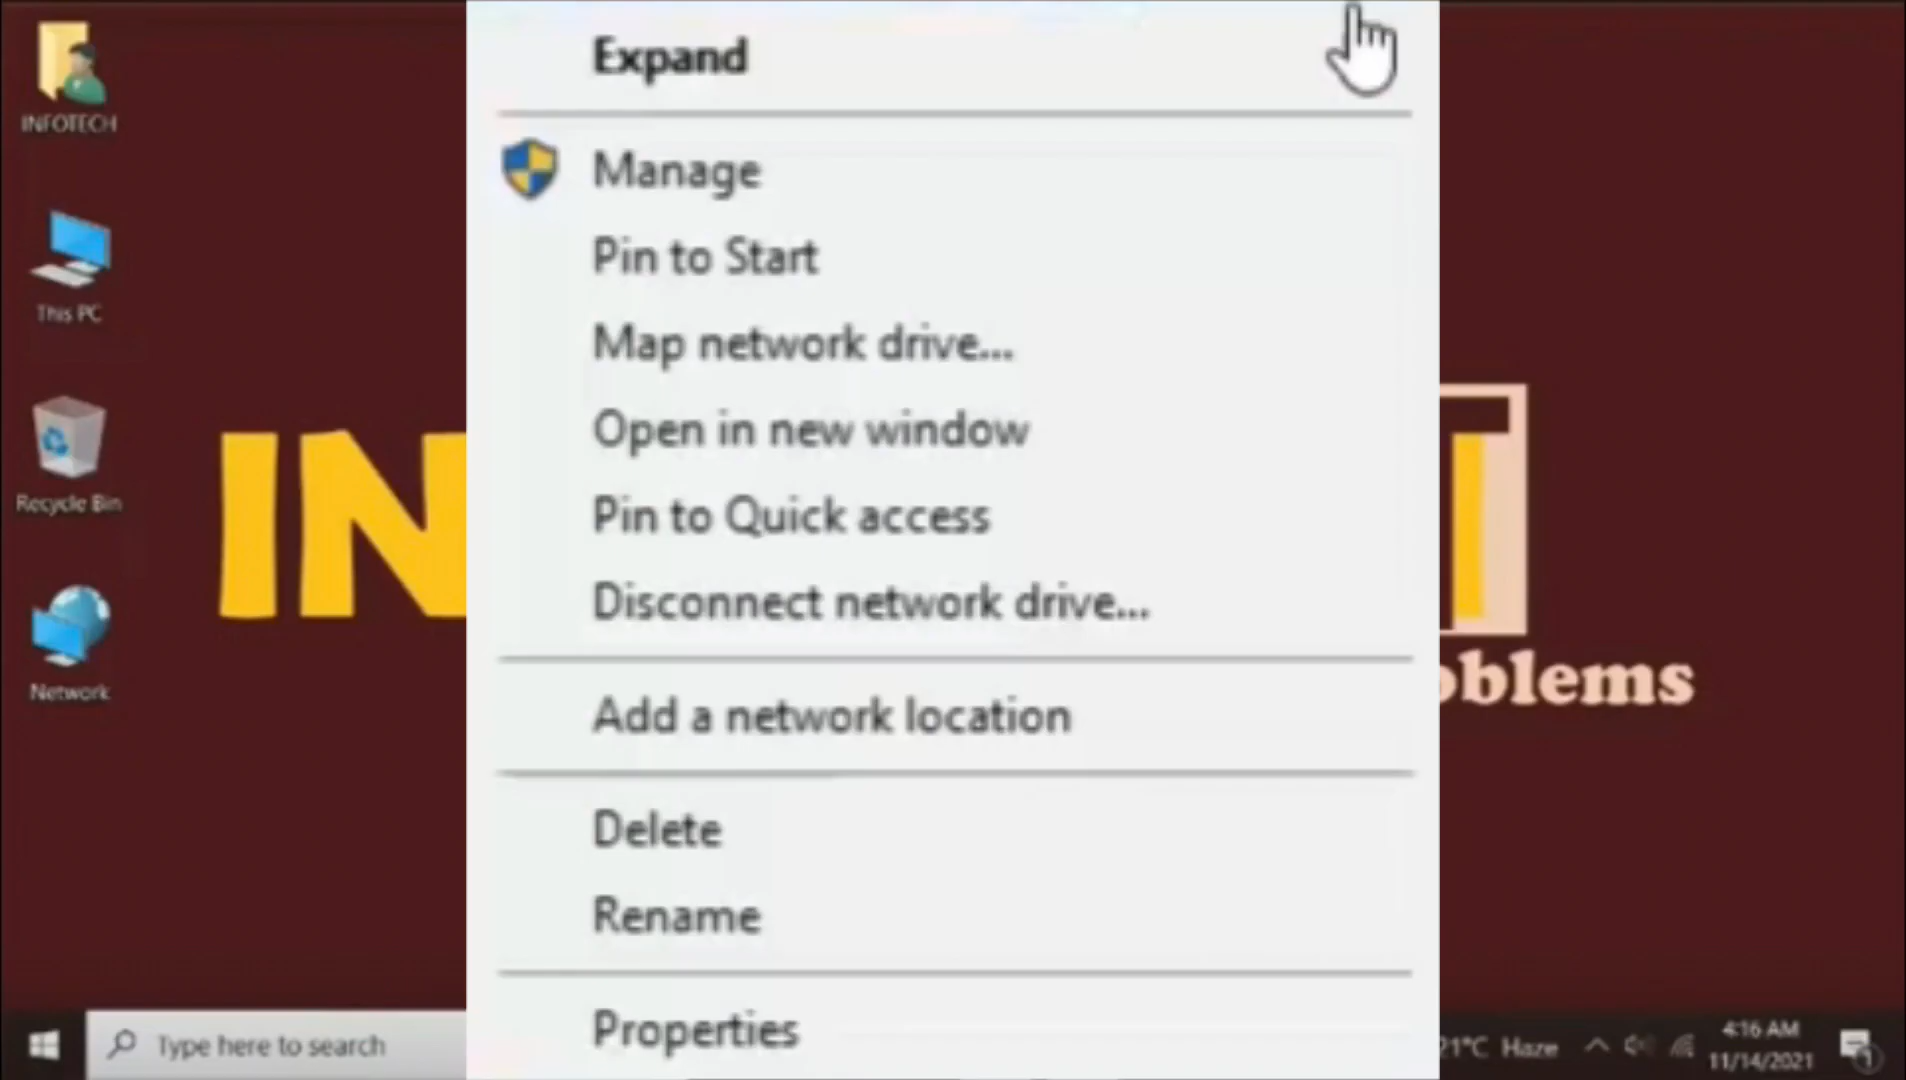 INFOTECH
This PC
Recycle Bin
Network
IN
Expand
Manage
Pin to Start
Map network drive...
Open in new window
Pin to Quick access
Disconnect network drive...
Add a network location
Delete
Rename
Properties
T
oblems
Type here to search
21°C Haze
4:16 AM
11/14/2021
1